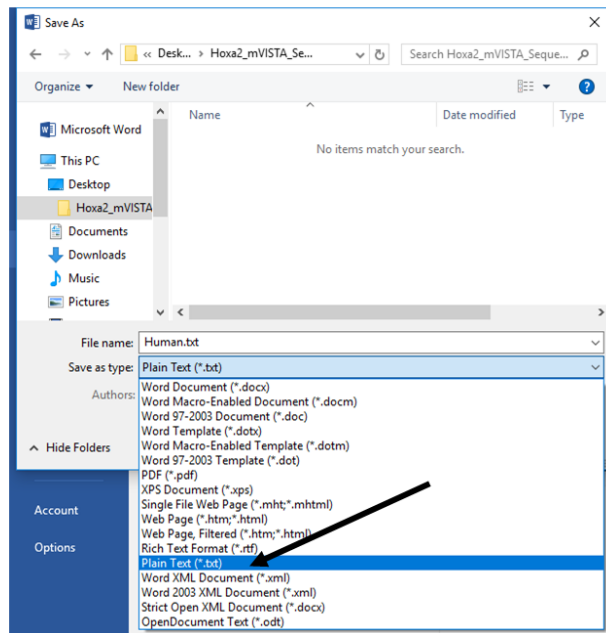 Save As
« Desk... › Hoxa2_mVISTA_Se...
Search Hoxa2_mVISTA_Seque...
Organize
New folder
Name
Date modified
Type
No items match your search.
Microsoft Word
This PC
Desktop
Hoxa2_mVISTA
Documents
Downloads
Music
Pictures
File name: Human.txt
Save as type: Plain Text (*.txt)
Authors:
Word Document (*.docx)
Word Macro-Enabled Document (*.docm)
Word 97-2003 Document (*.doc)
Word Template (*.dotx)
Word Macro-Enabled Template (*.dotm)
Word 97-2003 Template (*.dot)
PDF (*.pdf)
XPS Document (*.xps)
Single File Web Page (*.mht;*.mhtml)
Web Page (*.htm;*.html)
Web Page, Filtered (*.htm;*.html)
Rich Text Format (*.rtf)
Plain Text (*.txt)
Word XML Document (*.xml)
Word 2003 XML Document (*.xml)
Strict Open XML Document (*.docx)
OpenDocument Text (*.odt)
Hide Folders
Account
Options